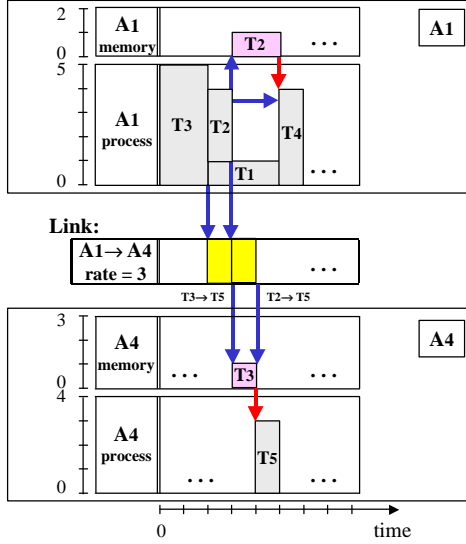 2
0
A1
memory
T2
...
A1
5
0
A1
process
T3
T2
T1
T4
...
Link:
A1→ A4
rate = 3
...
T3→ T5
T2→ T5
3
0
A4
memory
...
T3
...
A4
4
0
A4
process
...
T5
...
0
time